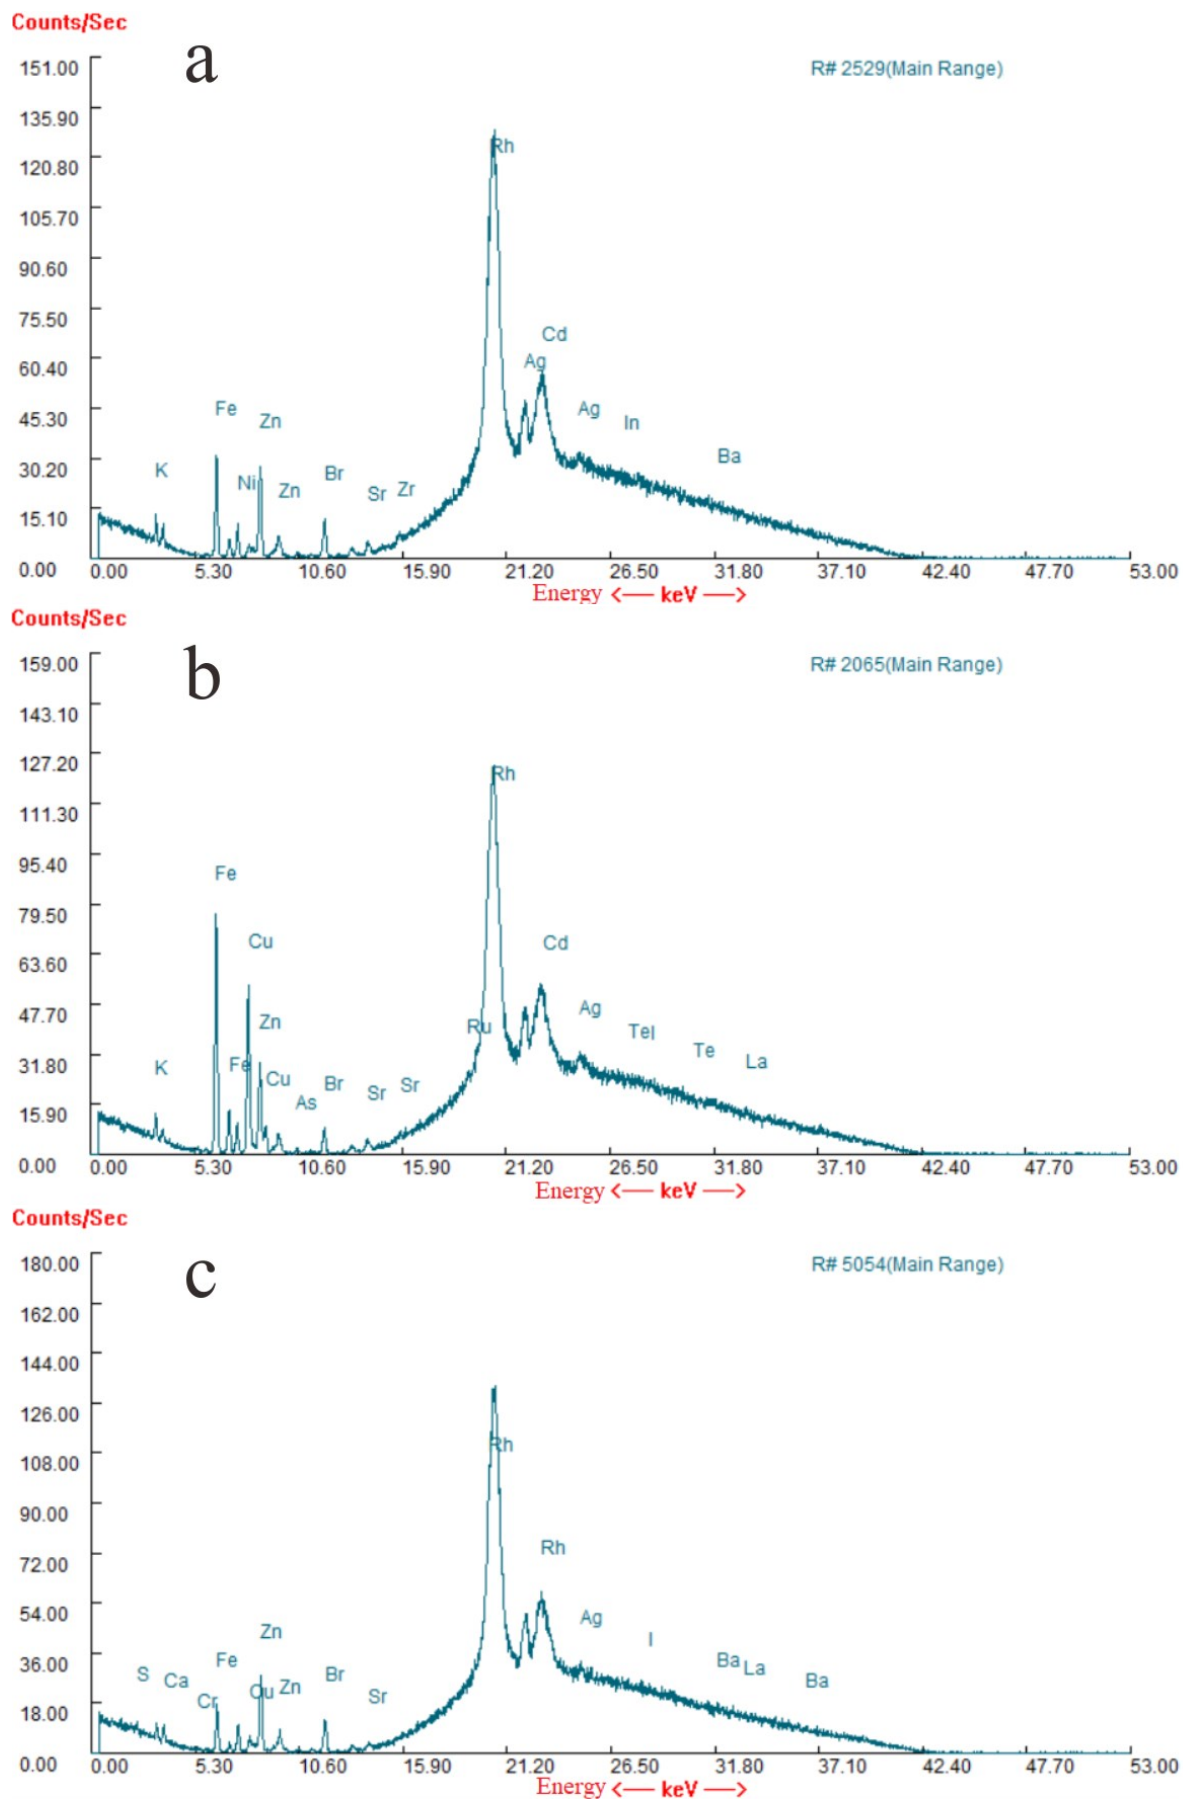 Counts/Sec
a
R# 2529(Main Range)
151.00
135.90
120.80
105.70
90.60
75.50
60.40
45.30
30.20
15.10
0.00
Rh
Cd
Ag
Fe
Zn
Ag
In
K
Ni
Zn
Br
Sr
Zr
Ba
0.00 5.30 10.60 15.90 21.20 26.50 31.80 37.10 42.40 47.70 53.00
Energy <— keV —>
Counts/Sec
b
R# 2065(Main Range)
159.00
143.10
127.20
111.30
95.40
79.50
63.60
47.70
31.80
15.90
0.00
Rh
Fe
Cu
Cd
Zn
Ru
Ag
TeI
K
Fe
Cu
As
Br
Sr
Sr
Te
La
0.00 5.30 10.60 15.90 21.20 26.50 31.80 37.10 42.40 47.70 53.00
Energy <— keV —>
Counts/Sec
c
R# 5054(Main Range)
180.00
162.00
144.00
126.00
108.00
90.00
72.00
54.00
36.00
18.00
0.00
Rh
Rh
Zn
Ag
I
S
Ca
Cr
Fe
Cu
Zn
Br
Sr
Ba
La
Ba
0.00 5.30 10.60 15.90 21.20 26.50 31.80 37.10 42.40 47.70 53.00
Energy <— keV —>